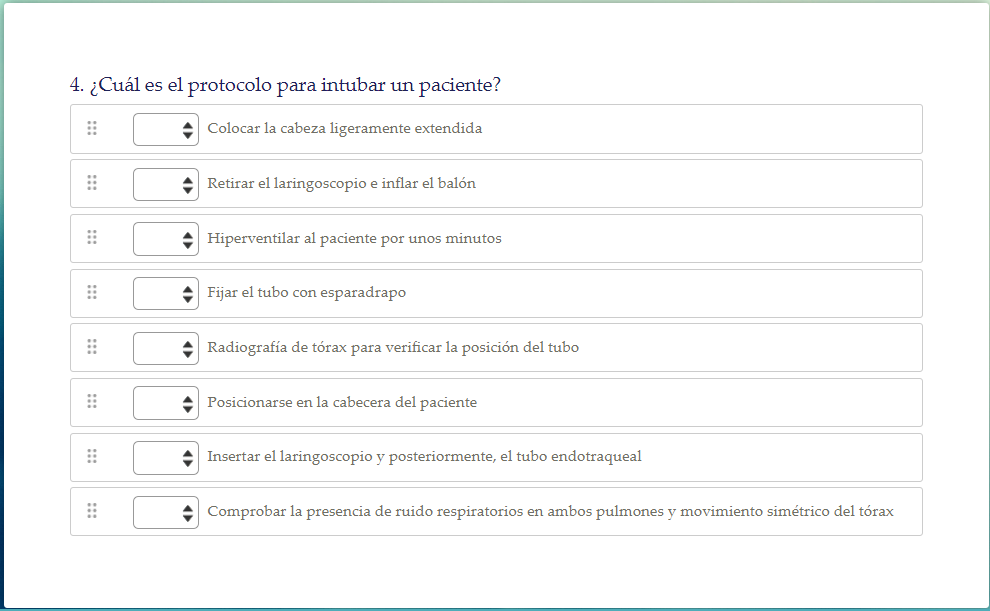 4. ¿Cuál es el protocolo para intubar un paciente?
Colocar la cabeza ligeramente extendida
Retirar el laringoscopio e inflar el balón
Hiperventilar al paciente por unos minutos
Fijar el tubo con esparadrapo
Radiografía de tórax para verificar la posición del tubo
Posicionarse en la cabecera del paciente
Insertar el laringoscopio y posteriormente, el tubo endotraqueal
Comprobar la presencia de ruido respiratorios en ambos pulmones y movimiento simétrico del tórax